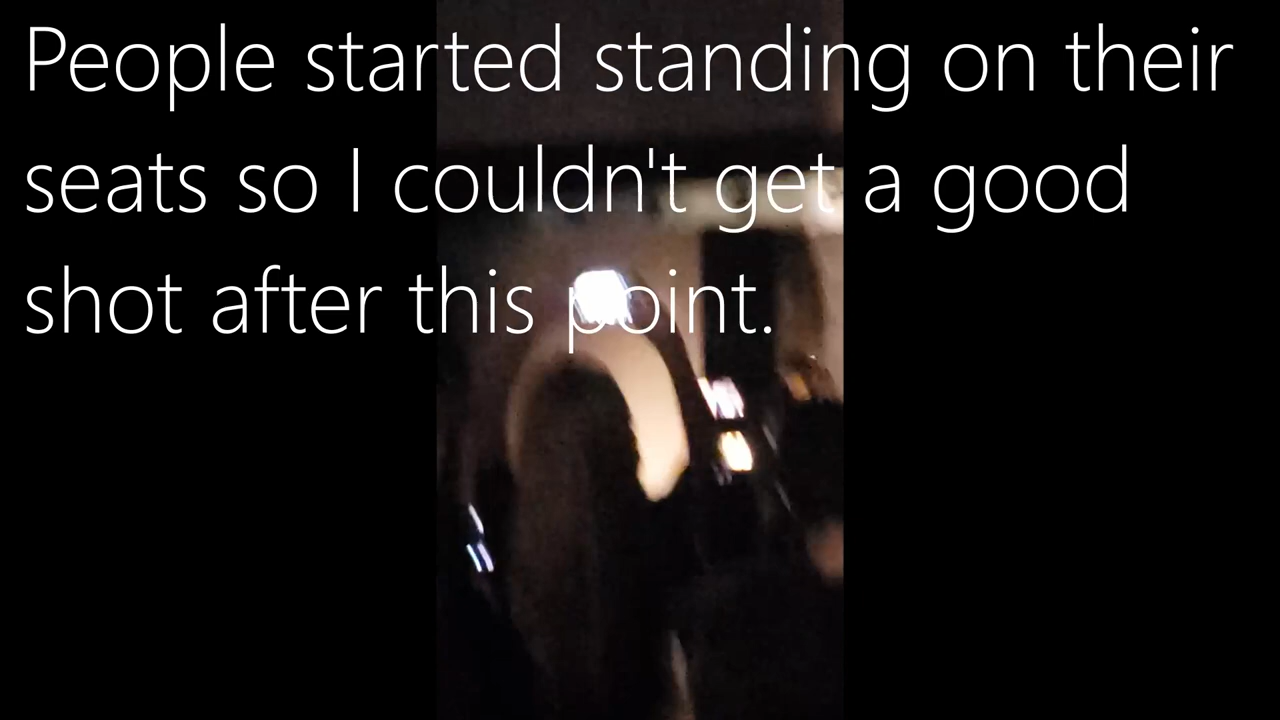 People started standing on their
seats so I couldn't get a good
shot after this point.